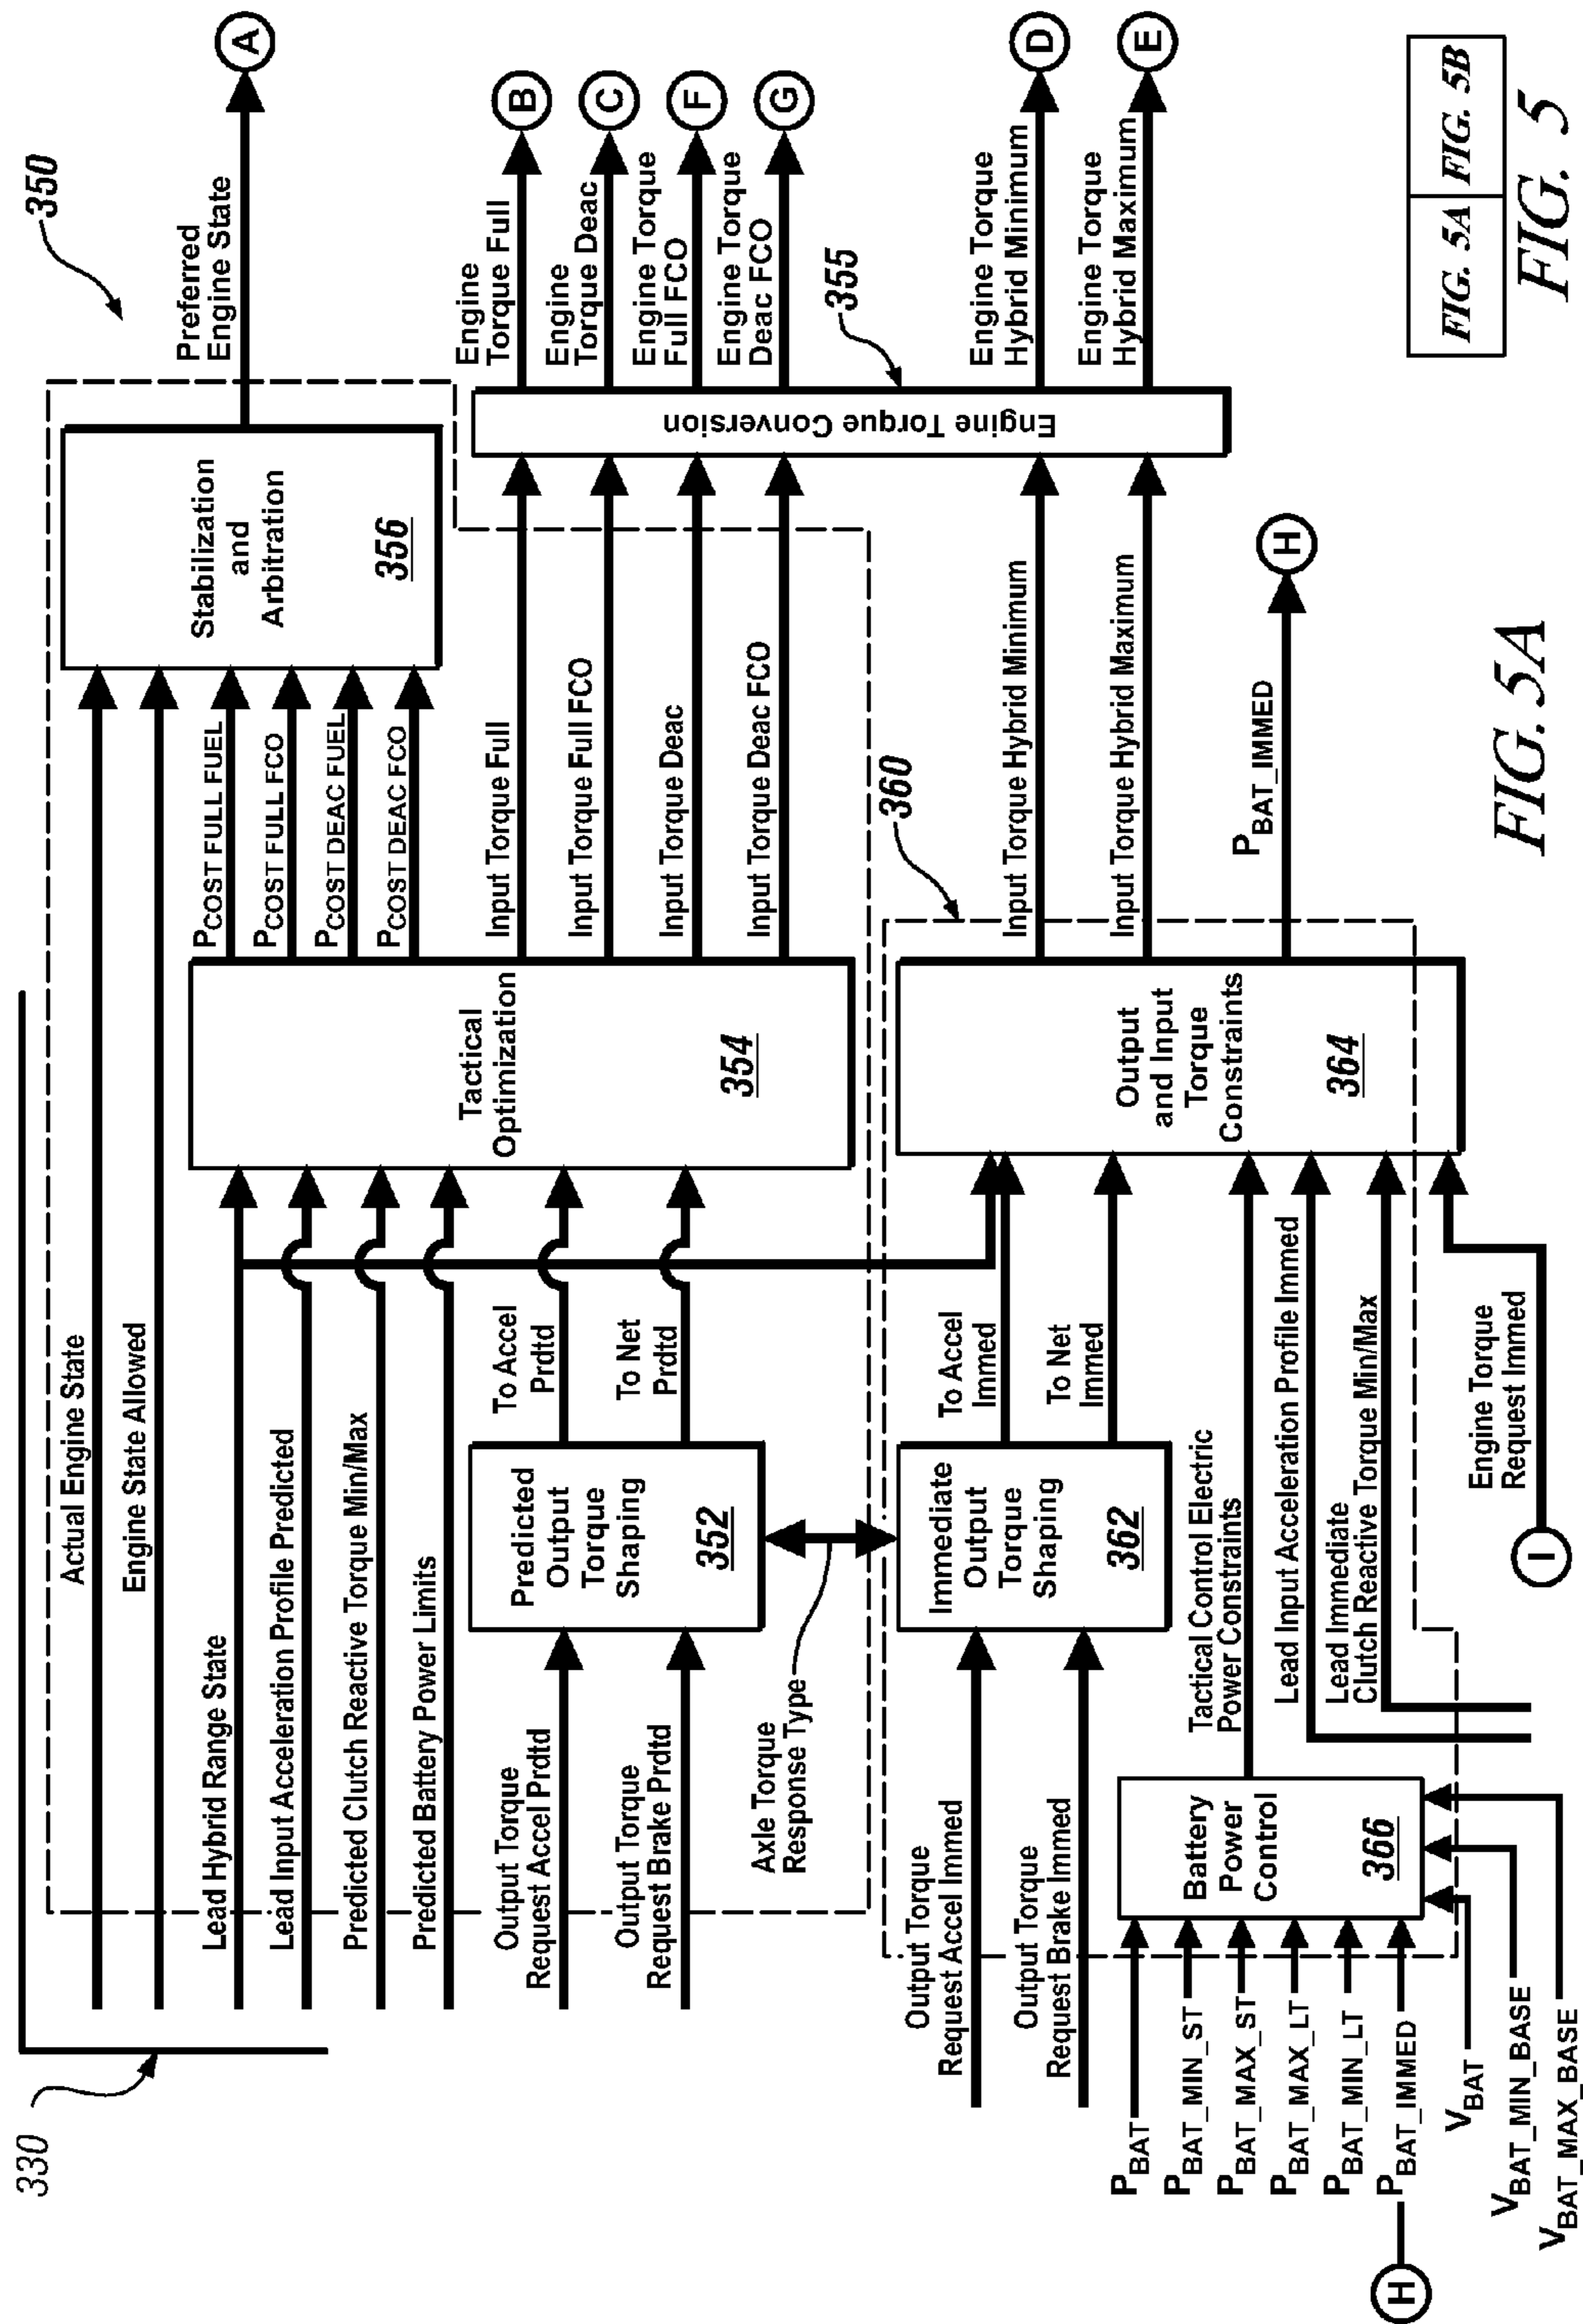 330
350
Actual Engine State
Engine State Allowed
Lead Hybrid Range State
Lead Input Acceleration Profile Predicted
Predicted Clutch Reactive Torque Min/Max
Predicted Battery Power Limits
Output Torque
Request Accel Prdtd
Output Torque
Request Brake Prdtd
Predicted
Output
Torque
Shaping
352
To Accel
Prdtd
To Net
Prdtd
Axle Torque
Response Type
Tactical
Optimization
354
PCOST FULL FUEL
PCOST FULL FCO
PCOST DEAC FUEL
PCOST DEAC FCO
Stabilization
and
Arbitration
356
Preferred
Engine State
A
Input Torque Full
Input Torque Full FCO
Input Torque Deac
Input Torque Deac FCO
Engine Torque Conversion
355
Engine
Torque Full
B
Engine
Torque Deac
C
Engine Torque
Full FCO
F
Engine Torque
Deac FCO
G
Engine Torque
Hybrid Minimum
D
Engine Torque
Hybrid Maximum
E
Output Torque
Request Accel Immed
Output Torque
Request Brake Immed
Immediate
Output
Torque
Shaping
362
To Accel
Immed
To Net
Immed
360
Output
and Input
Torque
Constraints
364
Input Torque Hybrid Minimum
Input Torque Hybrid Maximum
PBAT_IMMED
H
PBAT
PBAT_MIN_ST
PBAT_MAX_ST
PBAT_MAX_LT
PBAT_MIN_LT
H
PBAT_IMMED
VBAT
VBAT_MIN_BASE
VBAT_MAX_BASE
Battery
Power
Control
366
Tactical Control Electric
Power Constraints
Lead Input Acceleration Profile Immed
Lead Immediate
Clutch Reactive Torque Min/Max
Engine Torque
Request Immed
I
FIG. 5A
FIG. 5A
FIG. 5B
FIG. 5